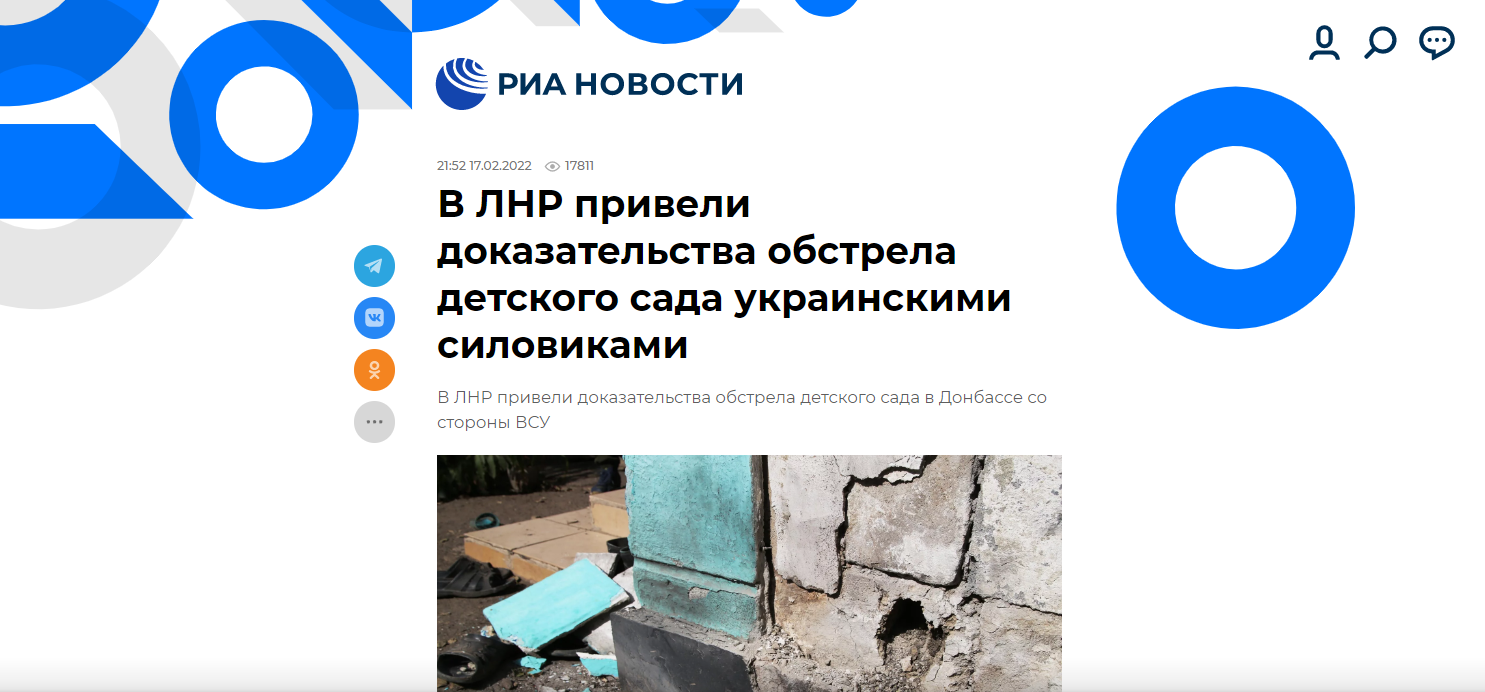 РИА НОВОСТИ
21:52 17.02.2022 17811
В ЛНР привели
доказательства обстрела
детского сада украинскими
силовиками
В ЛНР привели доказательства обстрела детского сада в Донбассе со
стороны ВСУ